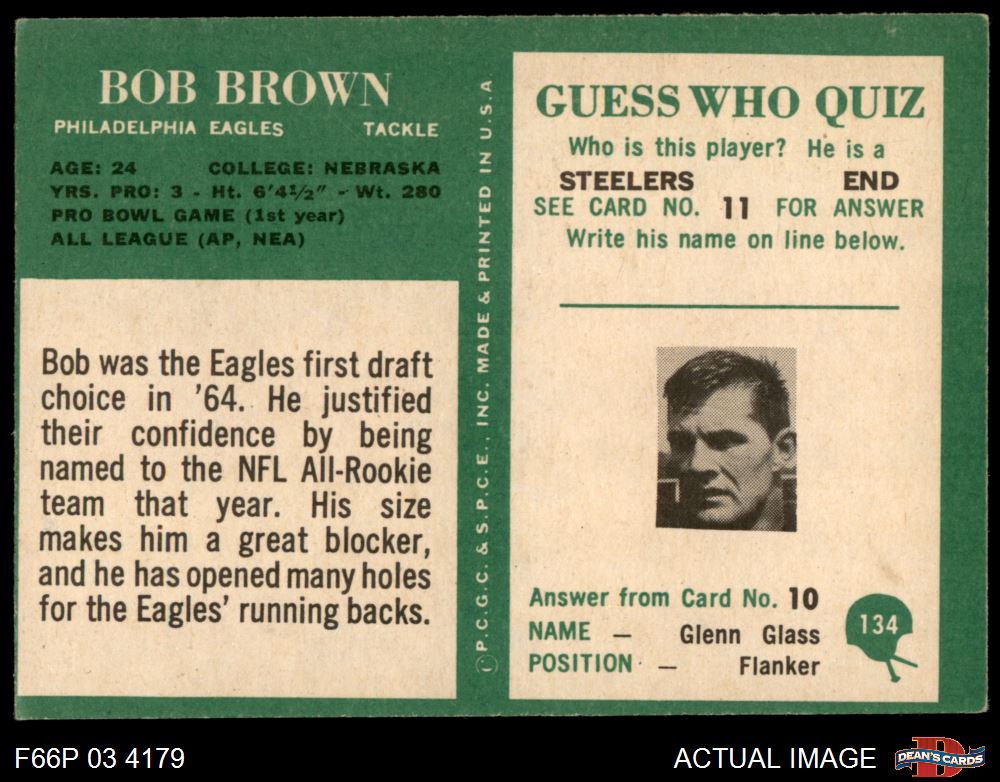 BOB BROWN
PHILADELPHIA EAGLES TACKLE
AGE: 24 COLLEGE: NEBRASKA
YRS. PRO: 3 - Ht. 6'4½" - Wt. 280
PRO BOWL GAME (1st year)
ALL LEAGUE (AP, NEA)
Bob was the Eagles first draft
choice in '64. He justified
their confidence by being
named to the NFL All-Rookie
team that year. His size
makes him a great blocker,
and he has opened many holes
for the Eagles' running backs.
©P.C.G.C. & S.P.C.E., INC. MADE & PRINTED IN U.S.A
GUESS WHO QUIZ
Who is this player? He is a
STEELERS END
SEE CARD NO. 11 FOR ANSWER
Write his name on line below.
Answer from Card No. 10
NAME — Glenn Glass
POSITION — Flanker
134
F66P 03 4179
ACTUAL IMAGE
D
DEAN'S CARDS